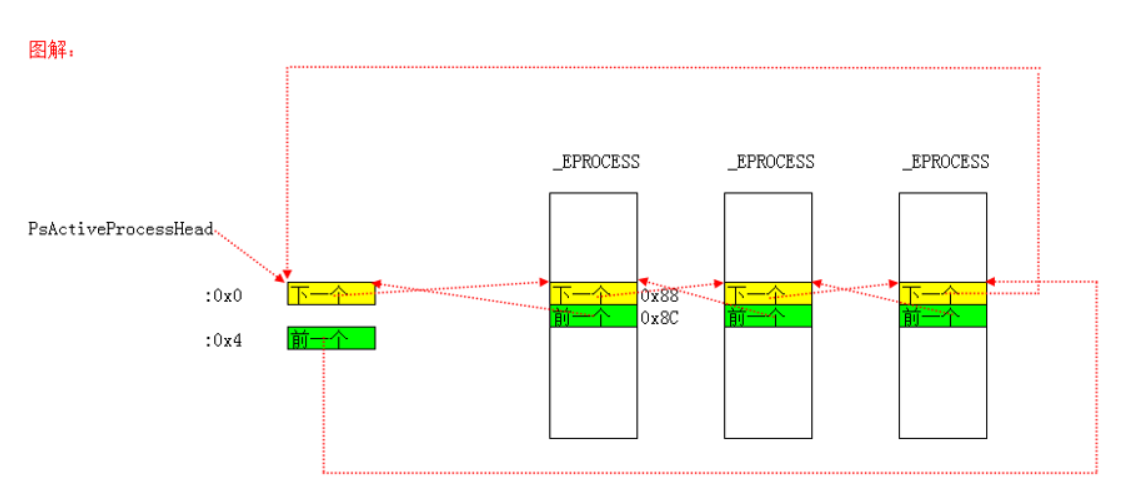 图解：
_EPROCESS _EPROCESS _EPROCESS
PsActiveProcessHead
:0x0 下一个 下一个 0x88 下一个 下一个
前一个 0x8C 前一个 前一个
:0x4 前一个